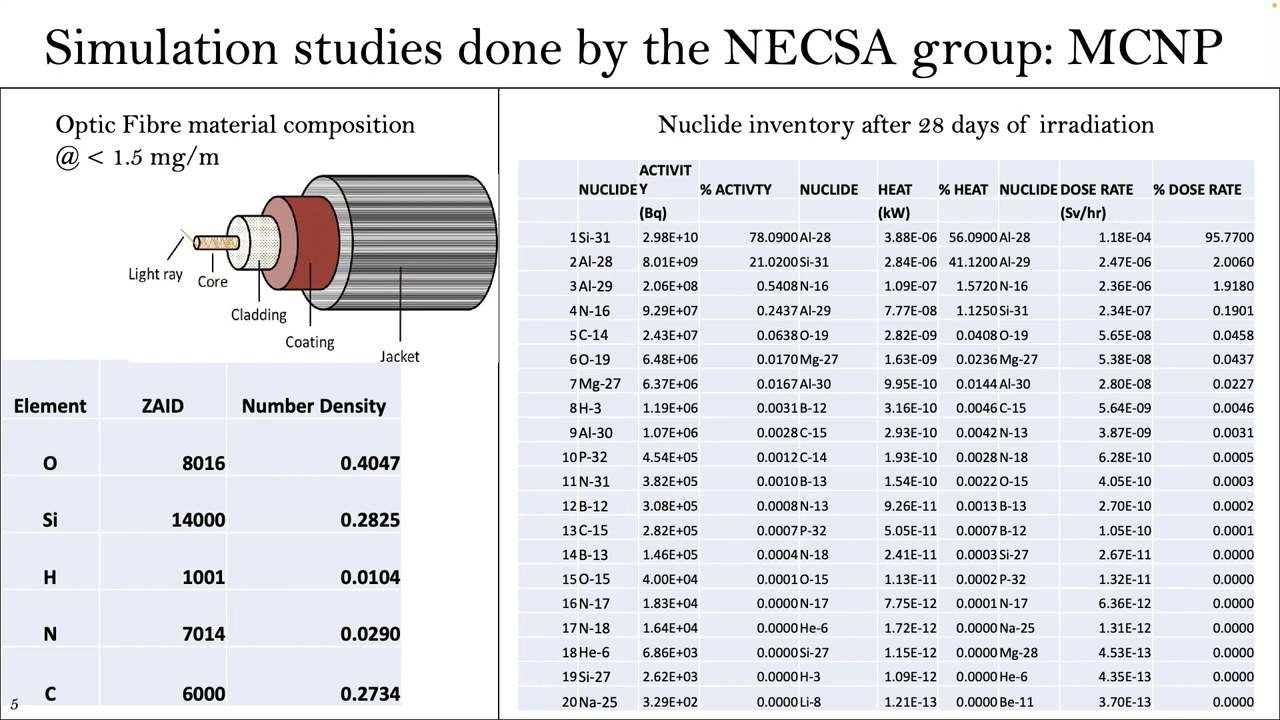 Simulation studies done by the NECSA group: MCNP
Optic Fibre material composition
@ < 1.5 mg/m
Light ray
Core
Cladding
Coating
Jacket
Element ZAID Number Density
O 8016 0.4047
Si 14000 0.2825
H 1001 0.0104
N 7014 0.0290
C 6000 0.2734
5
Nuclide inventory after 28 days of irradiation
NUCLIDE ACTIVITY % ACTIVTY NUCLIDE HEAT % HEAT NUCLIDE DOSE RATE % DOSE RATE
(Bq) (kW) (Sv/hr)
1 Si-31 2.98E+10 78.0900 Al-28 3.88E-06 56.0900 Al-28 1.18E-04 95.7700
2 Al-28 8.01E+09 21.0200 Si-31 2.84E-06 41.1200 Al-29 2.47E-06 2.0060
3 Al-29 2.06E+08 0.5408 N-16 1.09E-07 1.5720 N-16 2.36E-06 1.9180
4 N-16 9.29E+07 0.2437 Al-29 7.77E-08 1.1250 Si-31 2.34E-07 0.1901
5 C-14 2.43E+07 0.0638 O-19 2.82E-09 0.0408 O-19 5.65E-08 0.0458
6 O-19 6.48E+06 0.0170 Mg-27 1.63E-09 0.0236 Mg-27 5.38E-08 0.0437
7 Mg-27 6.37E+06 0.0167 Al-30 9.95E-10 0.0144 Al-30 2.80E-08 0.0227
8 H-3 1.19E+06 0.0031 B-12 3.16E-10 0.0046 C-15 5.64E-09 0.0046
9 Al-30 1.07E+06 0.0028 C-15 2.93E-10 0.0042 N-13 3.87E-09 0.0031
10 P-32 4.54E+05 0.0012 C-14 1.93E-10 0.0028 N-18 6.28E-10 0.0005
11 N-31 3.82E+05 0.0010 B-13 1.54E-10 0.0022 O-15 4.05E-10 0.0003
12 B-12 3.08E+05 0.0008 N-13 9.26E-11 0.0013 B-13 2.70E-10 0.0002
13 C-15 2.82E+05 0.0007 P-32 5.05E-11 0.0007 B-12 1.05E-10 0.0001
14 B-13 1.46E+05 0.0004 N-18 2.41E-11 0.0003 Si-27 2.67E-11 0.0000
15 O-15 4.00E+04 0.0001 O-15 1.13E-11 0.0002 P-32 1.32E-11 0.0000
16 N-17 1.83E+04 0.0000 N-17 7.75E-12 0.0001 N-17 6.36E-12 0.0000
17 N-18 1.64E+04 0.0000 He-6 1.72E-12 0.0000 Na-25 1.31E-12 0.0000
18 He-6 6.86E+03 0.0000 Si-27 1.15E-12 0.0000 Mg-28 4.53E-13 0.0000
19 Si-27 2.62E+03 0.0000 H-3 1.09E-12 0.0000 He-6 4.35E-13 0.0000
20 Na-25 3.29E+02 0.0000 Li-8 1.21E-13 0.0000 Be-11 3.70E-13 0.0000